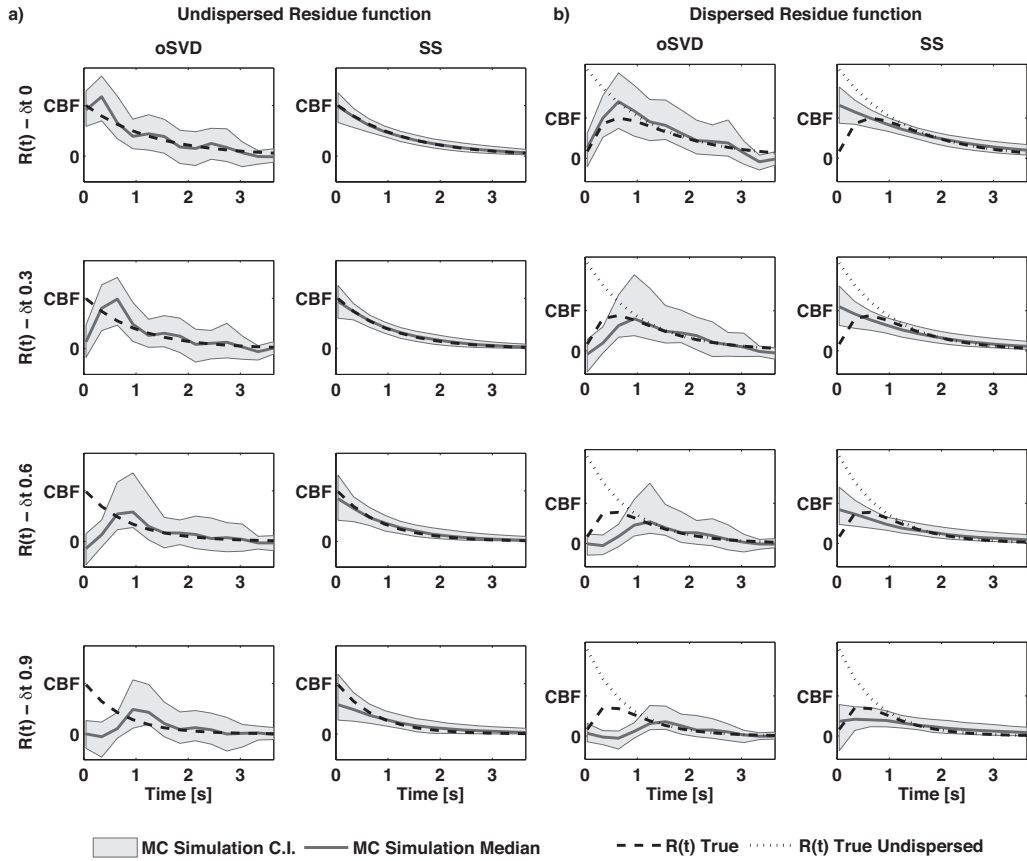 a) Undispersed Residue function b) Dispersed Residue function
oSVD SS oSVD SS
R(t) − δt 0
CBF
0
0 1 2 3
CBF
0
0 1 2 3
CBF
0
0 1 2 3
CBF
0
0 1 2 3
R(t) − δt 0.3
CBF
0
0 1 2 3
CBF
0
0 1 2 3
CBF
0
0 1 2 3
CBF
0
0 1 2 3
R(t) − δt 0.6
CBF
0
0 1 2 3
CBF
0
0 1 2 3
CBF
0
0 1 2 3
CBF
0
0 1 2 3
R(t) − δt 0.9
CBF
0
0 1 2 3
Time [s]
CBF
0
0 1 2 3
Time [s]
CBF
0
0 1 2 3
Time [s]
CBF
0
0 1 2 3
Time [s]
MC Simulation C.I. MC Simulation Median R(t) True R(t) True Undispersed